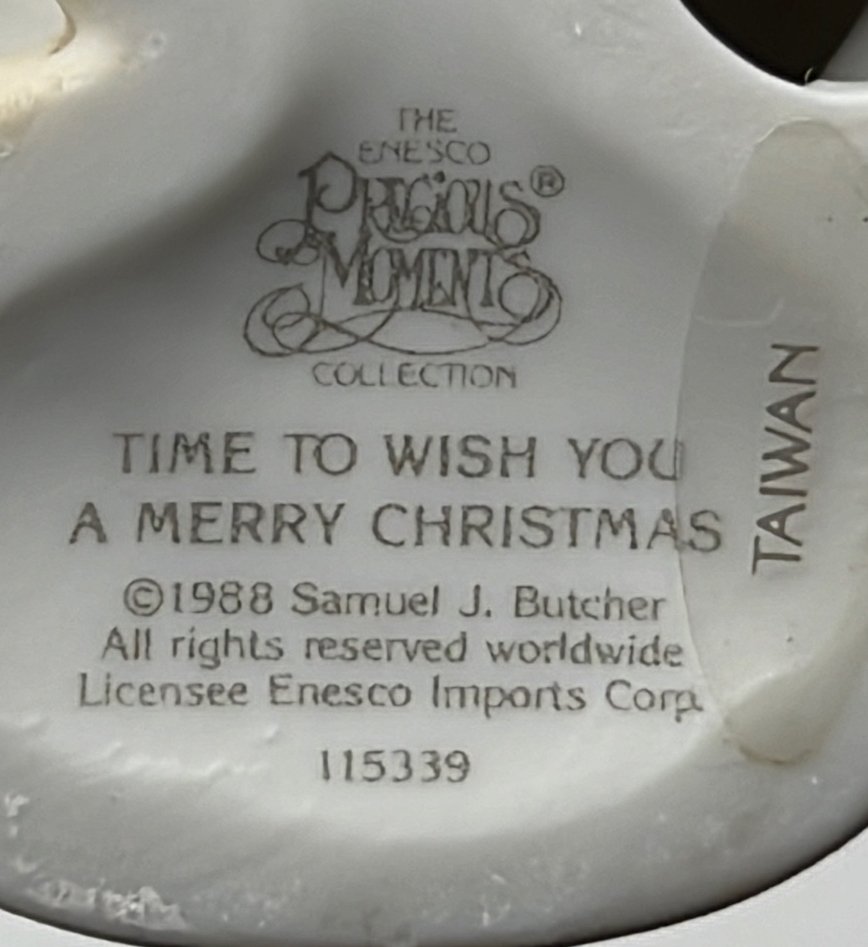 THE
ENESCO
PRECIOUS®
MOMENTS
COLLECTION
TIME TO WISH YOU
A MERRY CHRISTMAS
©1988 Samuel J. Butcher
All rights reserved worldwide
Licensee Enesco Imports Corp.
115339
TAIWAN